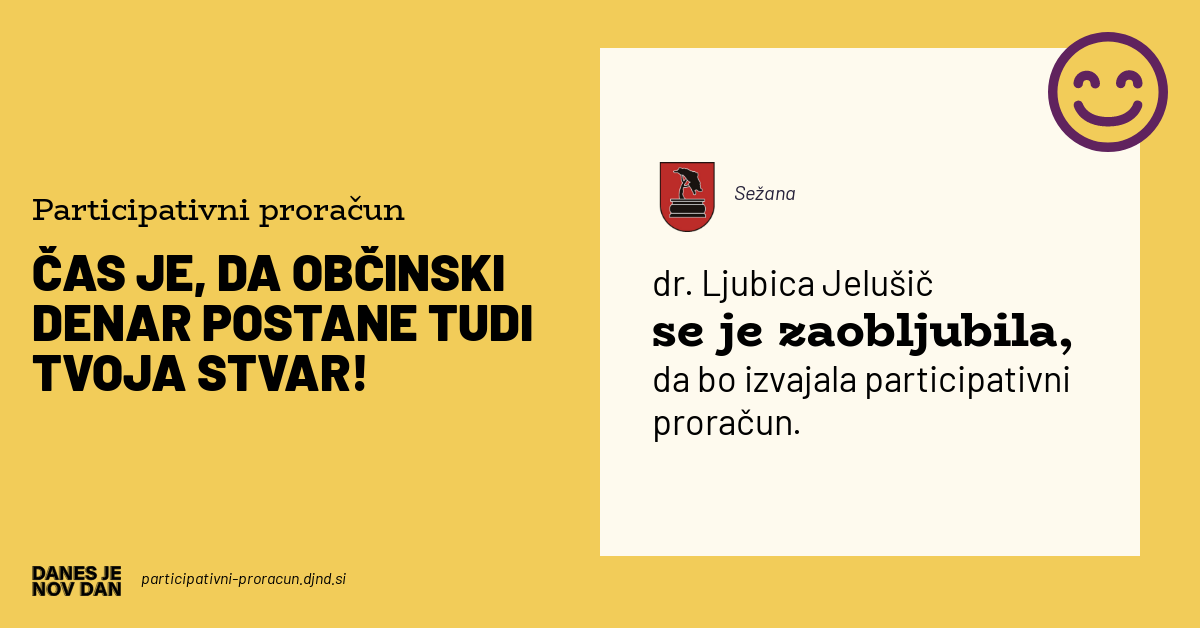 Participativni proračun
ČAS JE, DA OBČINSKI
DENAR POSTANE TUDI
TVOJA STVAR!
Sežana
dr. Ljubica Jelušič
se je zaobljubila,
da bo izvajala participativni
proračun.
DANES JE
NOV DAN
participativni-proracun.djnd.si